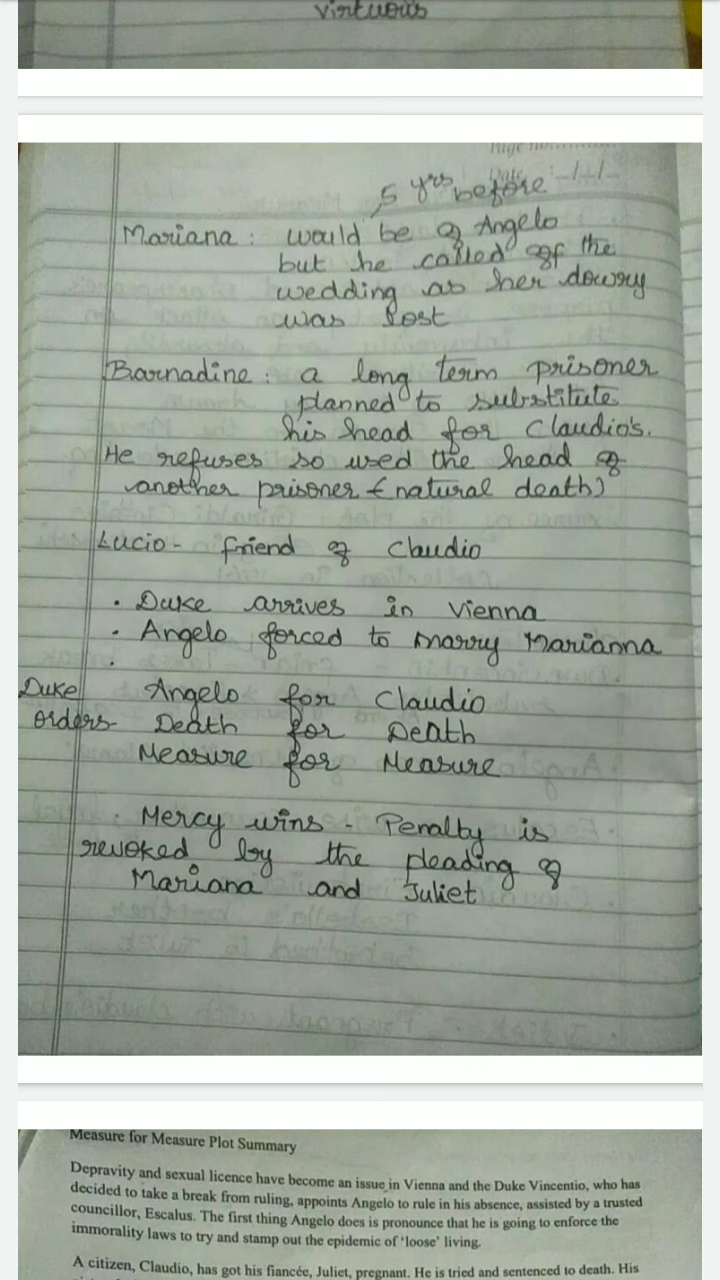 virtuous
5 yrs before
Mariana : would be of Angelo
but he called off the
wedding as her dowry
was lost
Barnadine : a long term prisoner
planned to substitute
his head for Claudio's.
He refuses so used the head of
another prisoner (natural death)
Lucio - friend of Claudio
• Duke arrives in Vienna
• Angelo forced to marry Marianna
•
Duke Angelo for Claudio
orders- Death for Death
Measure for Measure
• Mercy wins - Penalty is
revoked by the pleading of
Mariana and Juliet
Measure for Measure Plot Summary
Depravity and sexual licence have become an issue in Vienna and the Duke Vincentio, who has
decided to take a break from ruling, appoints Angelo to rule in his absence, assisted by a trusted
councillor, Escalus. The first thing Angelo does is pronounce that he is going to enforce the
immorality laws to try and stamp out the epidemic of 'loose' living.
A citizen, Claudio, has got his fiancée, Juliet, pregnant. He is tried and sentenced to death. His